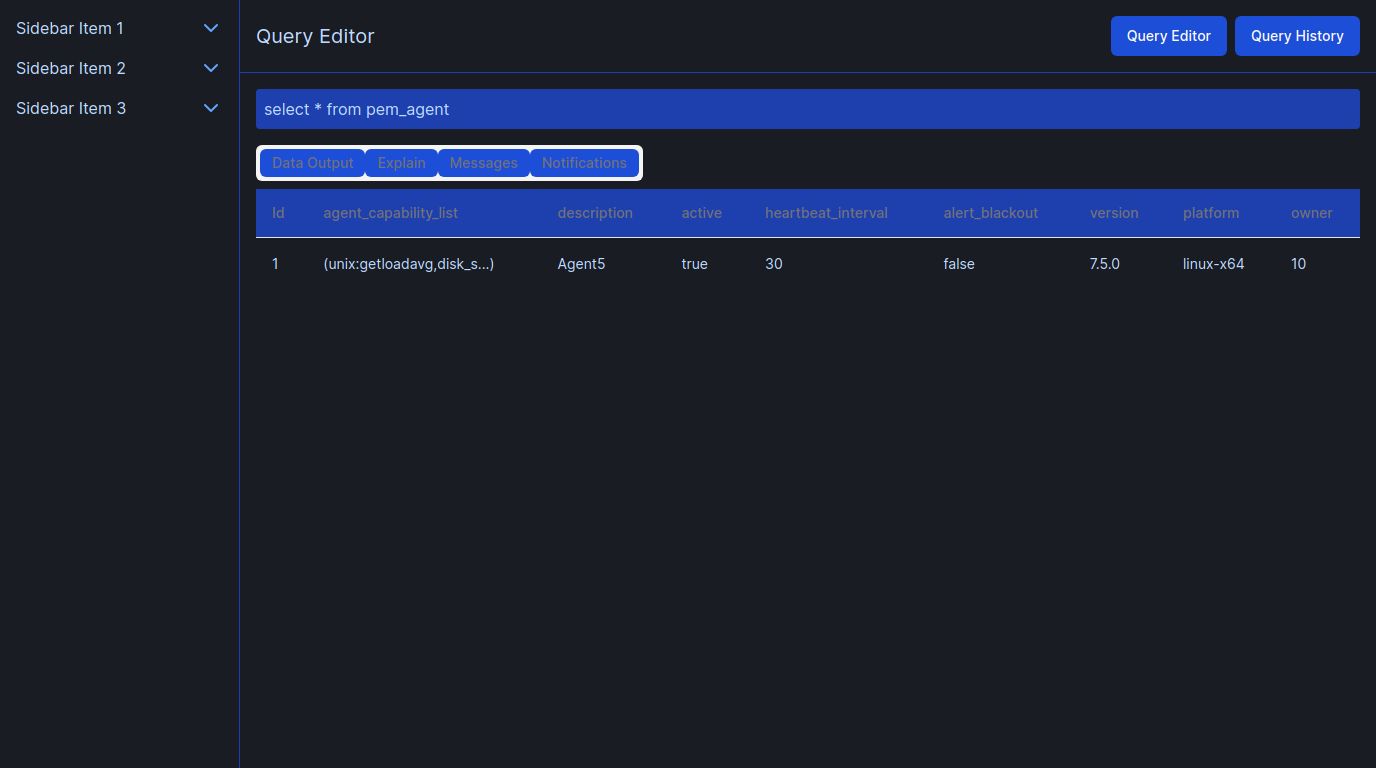 Sidebar Item 1
Sidebar Item 2
Sidebar Item 3
Query Editor
Query Editor Query History
select * from pem_agent
Data Output Explain Messages Notifications
Id agent_capability_list description active heartbeat_interval alert_blackout version platform owner
1 (unix:getloadavg,disk_s...) Agent5 true 30 false 7.5.0 linux-x64 10